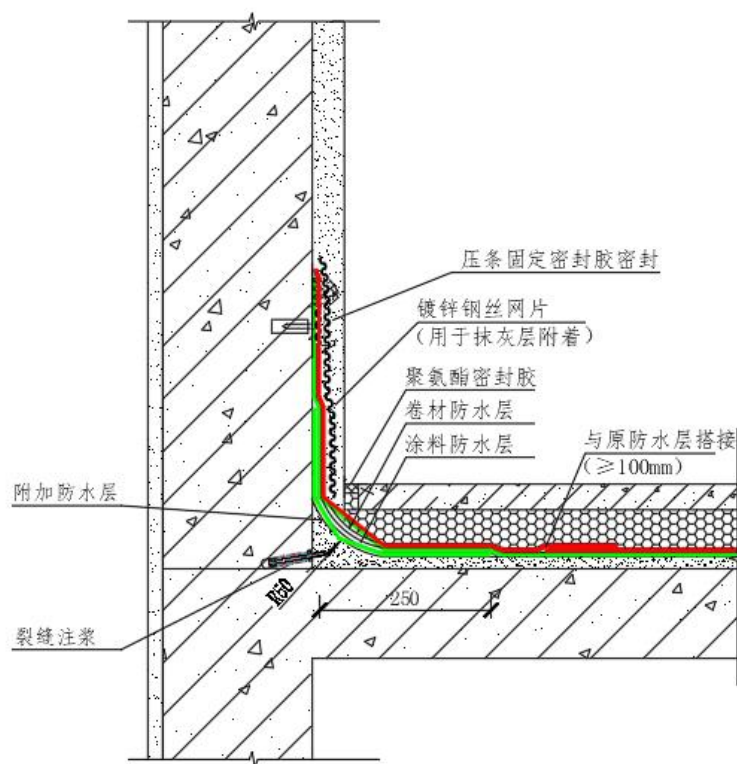 压条固定密封胶密封
镀锌钢丝网片
(用于抹灰层附着)
聚氨酯密封胶
卷材防水层
涂料防水层
与原防水层搭接
(≥100mm)
附加防水层
R50
250
裂缝注浆